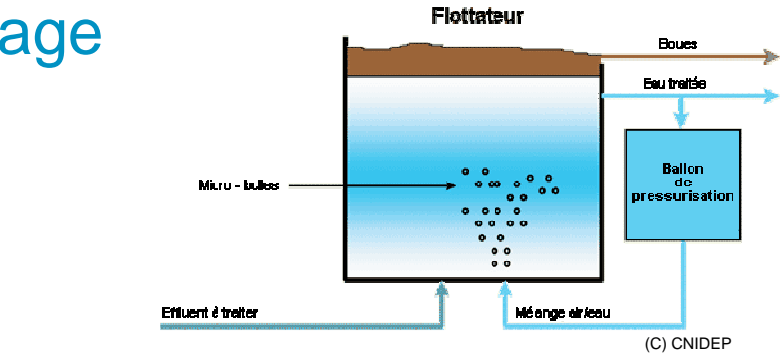 age
Flottateur
Boues
Eau traitée
Ballon
de
pressurisation
Micro - bulles
Effluent à traiter
Mélange air/eau
(C) CNIDEP